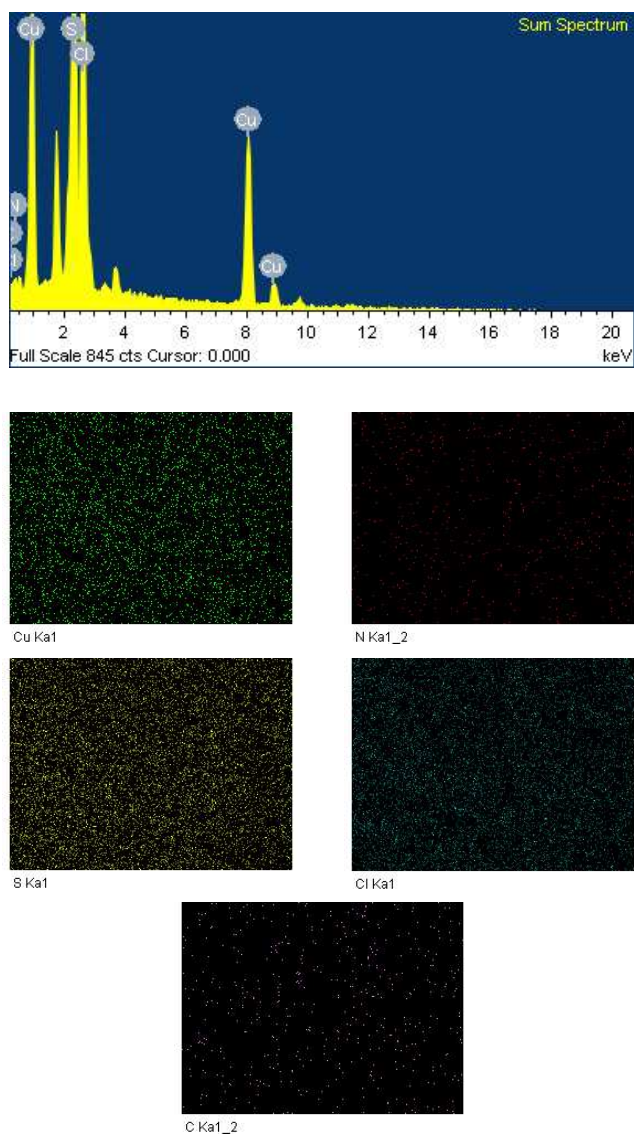 Sum Spectrum
Cu S
Cl
Cu
N
Cu
2 4 6 8 10 12 14 16 18 20
Full Scale 845 cts Cursor: 0.000 keV
Cu Ka1
N Ka1_2
S Ka1
Cl Ka1
C Ka1_2